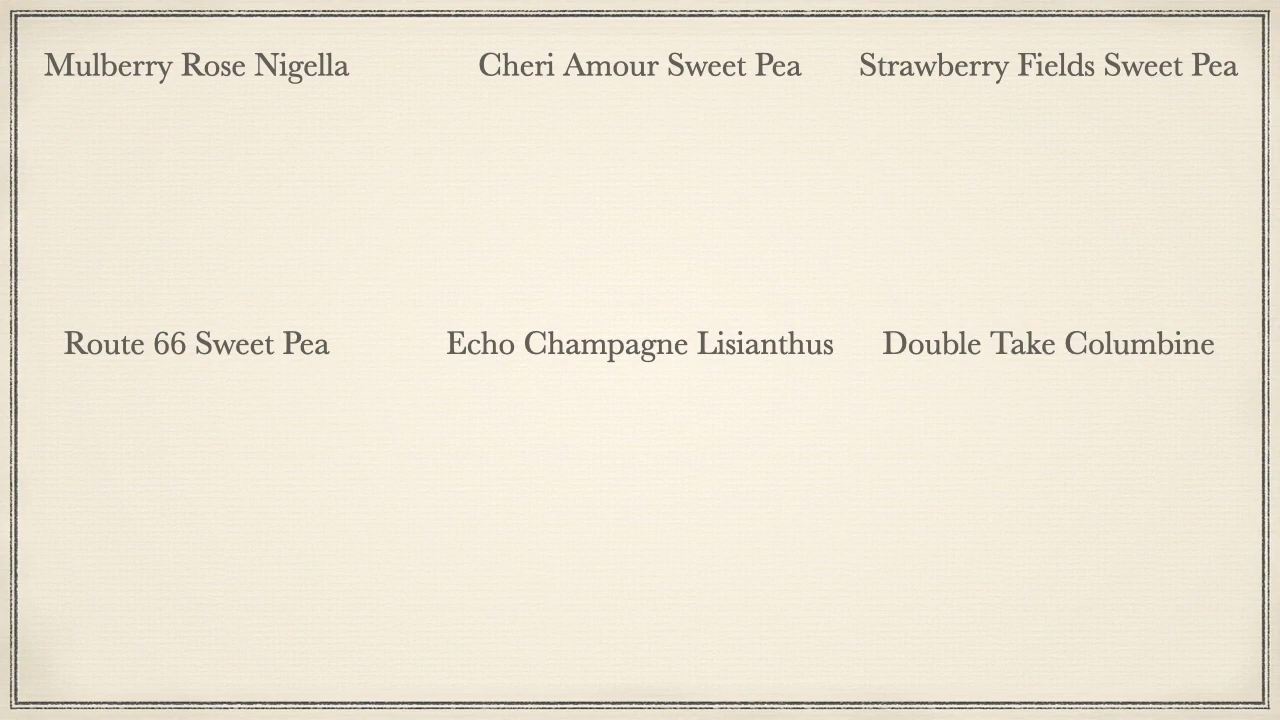 Mulberry Rose Nigella
Cheri Amour Sweet Pea
Strawberry Fields Sweet Pea
Route 66 Sweet Pea
Echo Champagne Lisianthus
Double Take Columbine